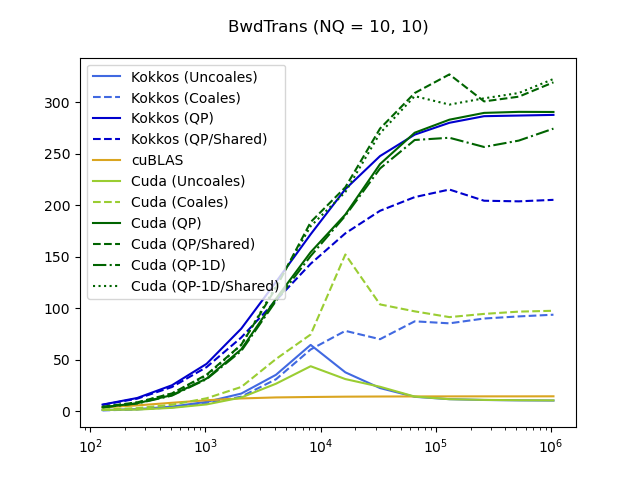 BwdTrans (NQ = 10, 10)
Kokkos (Uncoales)
Kokkos (Coales)
Kokkos (QP)
Kokkos (QP/Shared)
cuBLAS
Cuda (Uncoales)
Cuda (Coales)
Cuda (QP)
Cuda (QP/Shared)
Cuda (QP-1D)
Cuda (QP-1D/Shared)
300
250
200
150
100
50
0
10² 10³ 10⁴ 10⁵ 10⁶